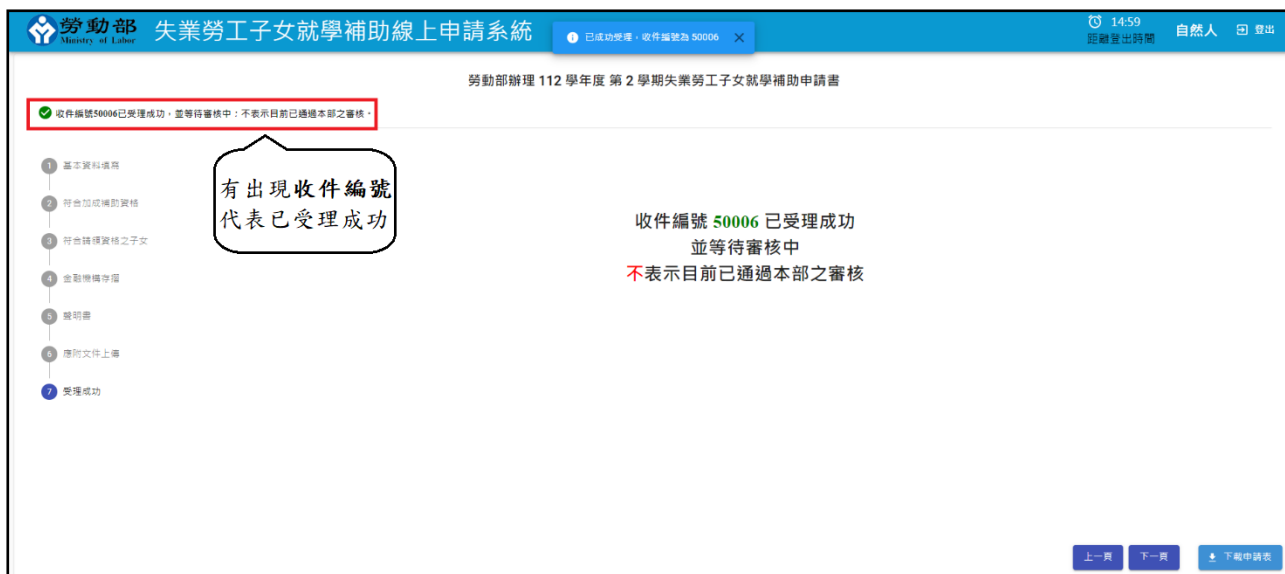 勞動部
Ministry of Labor
失業勞工子女就學補助線上申請系統
已成功受理，收件編號為 50006
14:59
距離登出時間
自然人
登出
勞動部辦理 112 學年度 第 2 學期失業勞工子女就學補助申請書
收件編號50006已受理成功，並等待審核中；不表示目前已通過本部之審核。
有出現收件編號
代表已受理成功
1 基本資料填寫
2 符合加成補助資格
3 符合請領資格之子女
4 金融機構存摺
5 聲明書
6 應附文件上傳
7 受理成功
收件編號 50006 已受理成功
並等待審核中
不表示目前已通過本部之審核
上一頁
下一頁
下載申請表